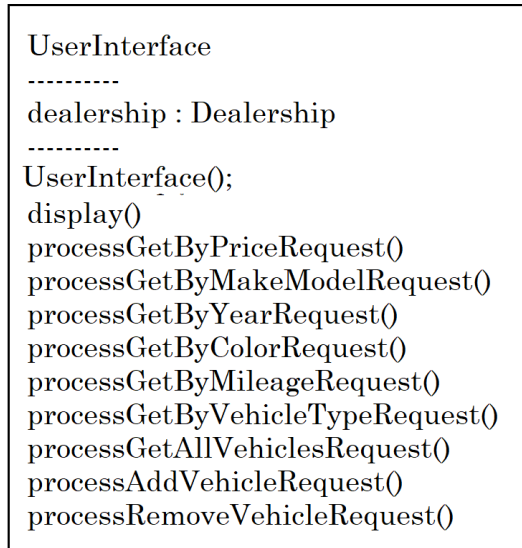 UserInterface
----------
dealership : Dealership
----------
UserInterface();
display()
processGetByPriceRequest()
processGetByMakeModelRequest()
processGetByYearRequest()
processGetByColorRequest()
processGetByMileageRequest()
processGetByVehicleTypeRequest()
processGetAllVehiclesRequest()
processAddVehicleRequest()
processRemoveVehicleRequest()